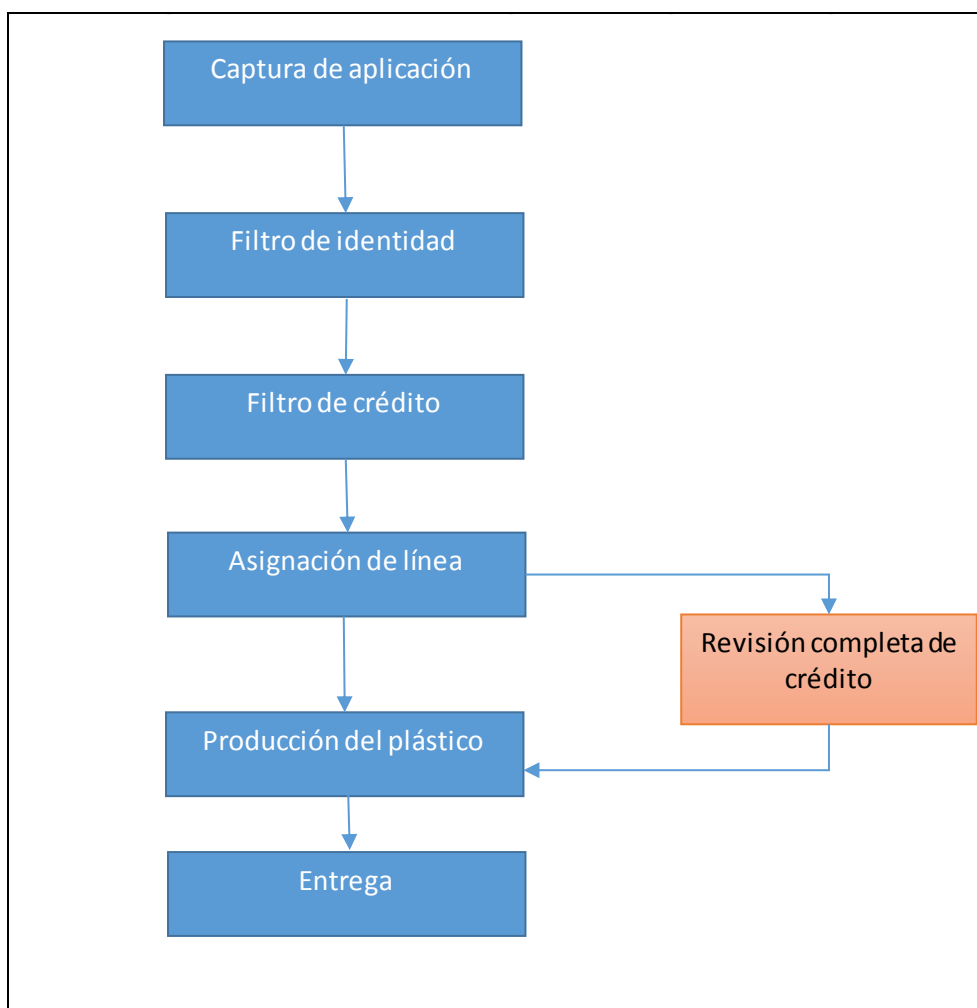 Captura de aplicación
Filtro de identidad
Filtro de crédito
Asignación de línea
Revisión completa de
crédito
Producción del plástico
Entrega